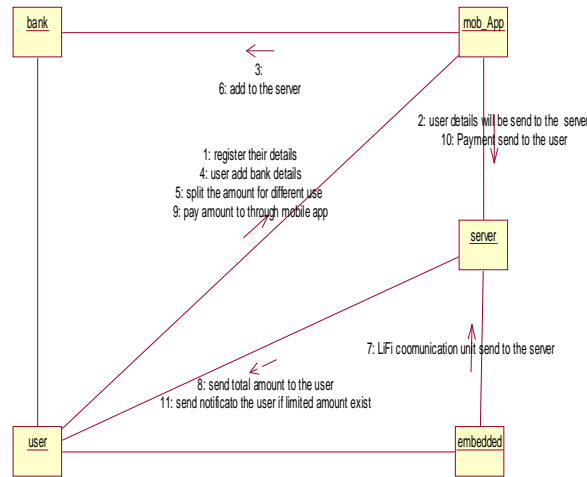 bank
mob_App
3:
6: add to the server
2: user details will be send to the server
10: Payment send to the user
1: register their details
4: user add bank details
5: split the amount for different use
9: pay amount to through mobile app
server
7: LiFi coomunication unit send to the server
8: send total amount to the user
11: send notificato the user if limited amount exist
user
embedded